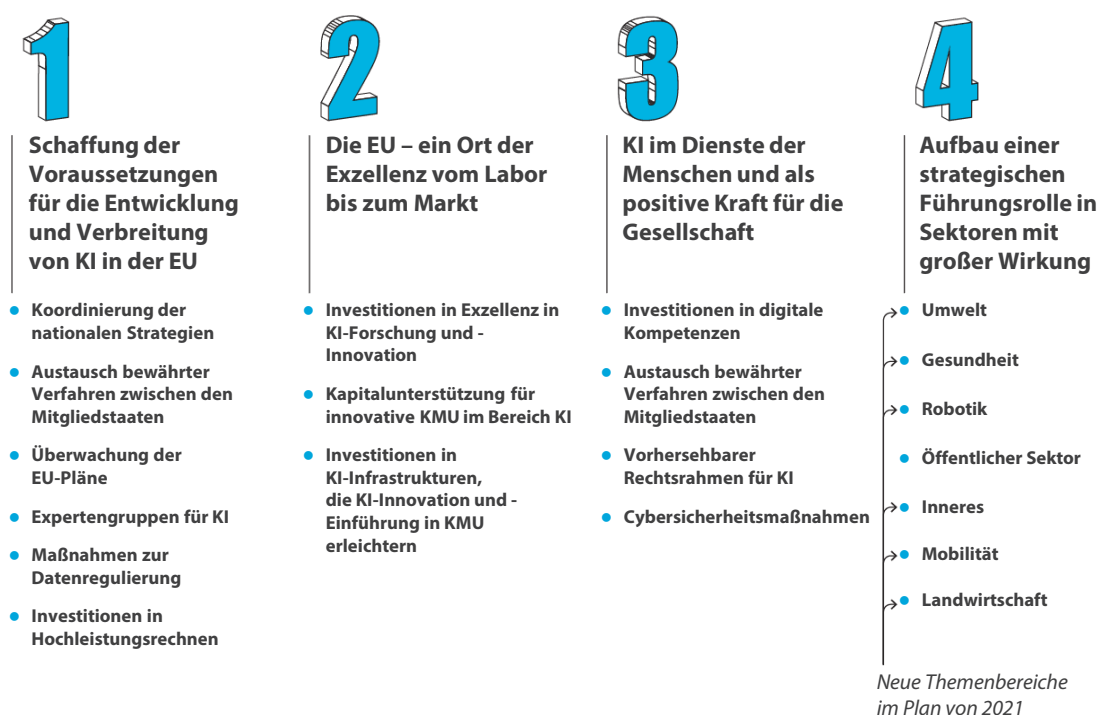 1
Schaffung der
Voraussetzungen
für die Entwicklung
und Verbreitung
von KI in der EU
Koordinierung der
nationalen Strategien
Austausch bewährter
Verfahren zwischen den
Mitgliedstaaten
Überwachung der
EU-Pläne
Expertengruppen für KI
Maßnahmen zur
Datenregulierung
Investitionen in
Hochleistungsrechnen
2
Die EU – ein Ort der
Exzellenz vom Labor
bis zum Markt
Investitionen in Exzellenz in
KI-Forschung und -
Innovation
Kapitalunterstützung für
innovative KMU im Bereich KI
Investitionen in
KI-Infrastrukturen,
die KI-Innovation und -
Einführung in KMU
erleichtern
3
KI im Dienste der
Menschen und als
positive Kraft für die
Gesellschaft
Investitionen in digitale
Kompetenzen
Austausch bewährter
Verfahren zwischen den
Mitgliedstaaten
Vorhersehbarer
Rechtsrahmen für KI
Cybersicherheitsmaßnahmen
4
Aufbau einer
strategischen
Führungsrolle in
Sektoren mit
großer Wirkung
Umwelt
Gesundheit
Robotik
Öffentlicher Sektor
Inneres
Mobilität
Landwirtschaft
Neue Themenbereiche
im Plan von 2021